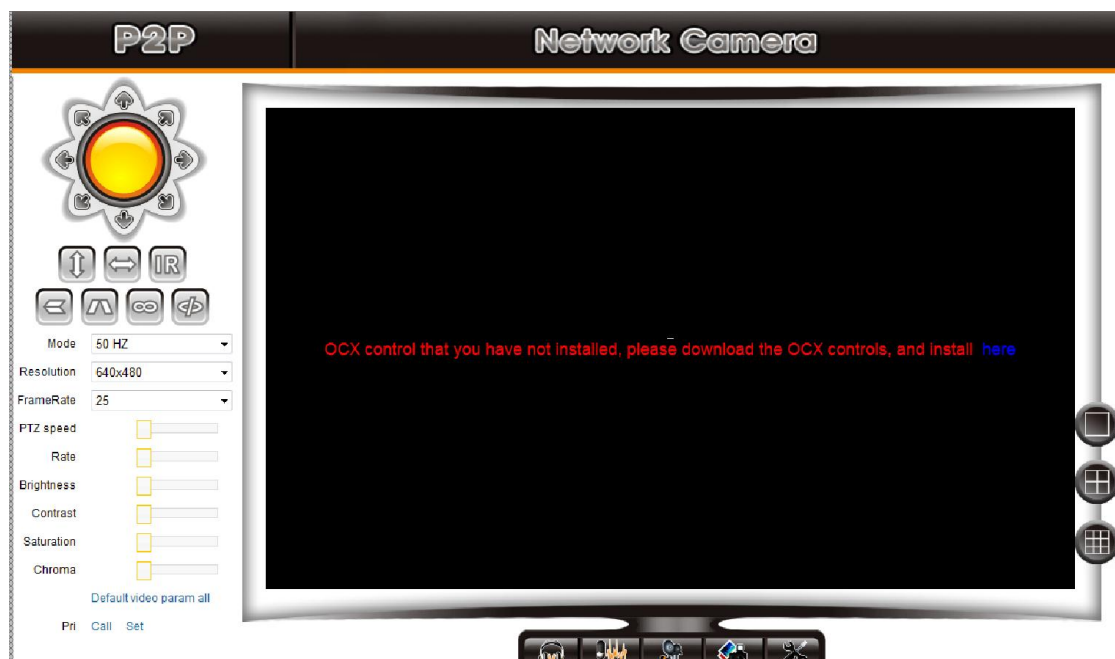 P2P
Network Camera
IR
Mode 50 HZ
Resolution 640x480
FrameRate 25
PTZ speed
Rate
Brightness
Contrast
Saturation
Chroma
Default video param all
Pri Call Set
OCX control that you have not installed, please download the OCX controls, and install here